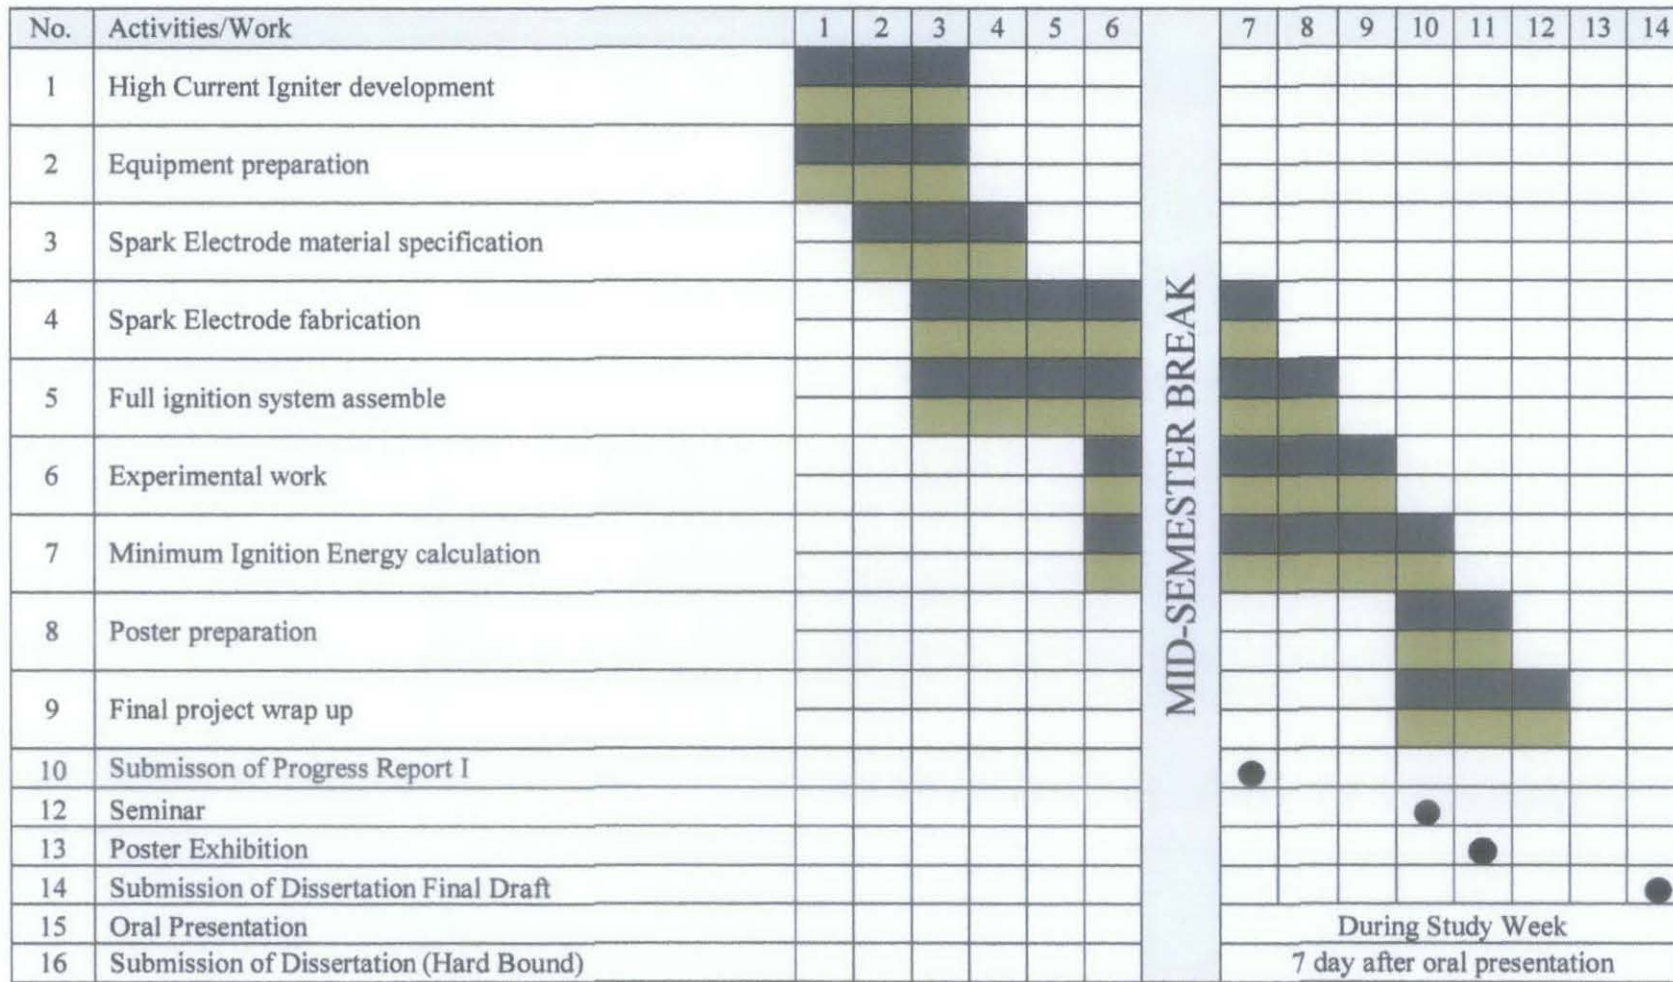 No. Activities/Work 1 2 3 4 5 6 7 8 9 10 11 12 13 14
1 High Current Igniter development
2 Equipment preparation
3 Spark Electrode material specification
4 Spark Electrode fabrication
5 Full ignition system assemble
6 Experimental work
7 Minimum Ignition Energy calculation
8 Poster preparation
9 Final project wrap up
MID-SEMESTER BREAK
10 Submisson of Progress Report I
12 Seminar
13 Poster Exhibition
14 Submission of Dissertation Final Draft
15 Oral Presentation During Study Week
16 Submission of Dissertation (Hard Bound) 7 day after oral presentation